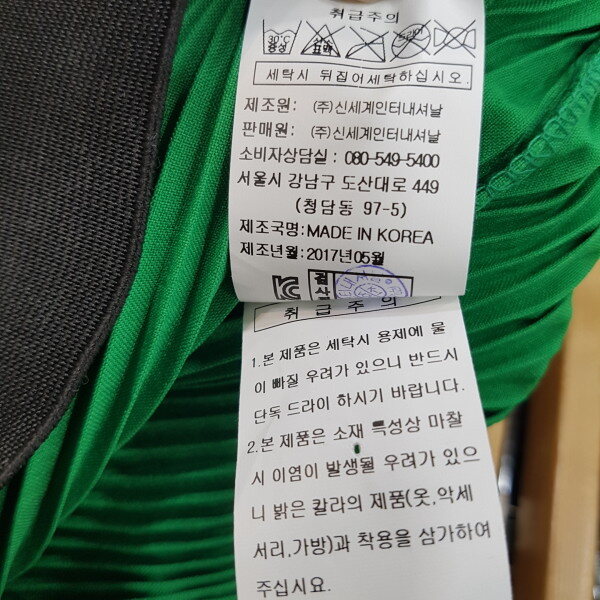 취급주의
30℃
중성
세탁시 뒤집어세탁하십시오.
제조원: (주)신세계인터내셔날
판매원: (주)신세계인터내셔날
소비자상담실 : 080-549-5400
서울시 강남구 도산대로 449
(청담동 97-5)
제조국명:MADE IN KOREA
제조년월:2017년05월
취급주의
1.본 제품은 세탁시 용제에 물
이 빠질 우려가 있으니 반드시
단독 드라이 하시기 바랍니다.
2.본 제품은 소재 특성상 마찰
시 이염이 발생될 우려가 있으
니 밝은 칼라의 제품(옷,악세
서리,가방)과 착용을 삼가하여
주십시요.